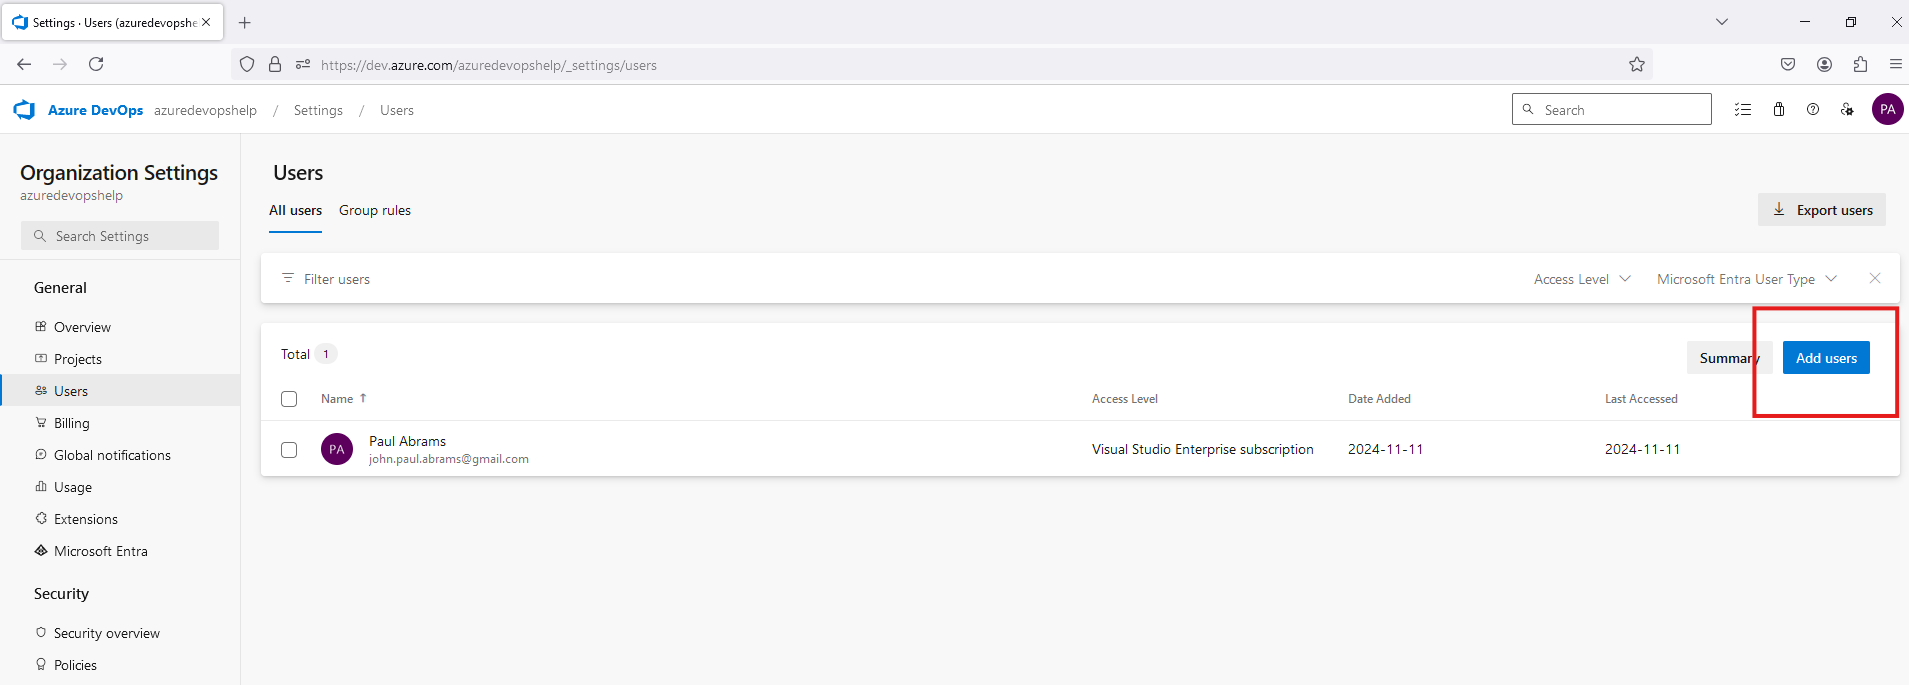 Settings · Users (azuredevopshe
https://dev.azure.com/azuredevopshelp/_settings/users
Azure DevOps azuredevopshelp / Settings / Users
Search
PA
Organization Settings
azuredevopshelp
Search Settings
General
Overview
Projects
Users
Billing
Global notifications
Usage
Extensions
Microsoft Entra
Security
Security overview
Policies
Users
All users Group rules
Export users
Filter users Access Level Microsoft Entra User Type
Total 1
Summary Add users
Name Access Level Date Added Last Accessed
PA Paul Abrams Visual Studio Enterprise subscription 2024-11-11 2024-11-11
john.paul.abrams@gmail.com